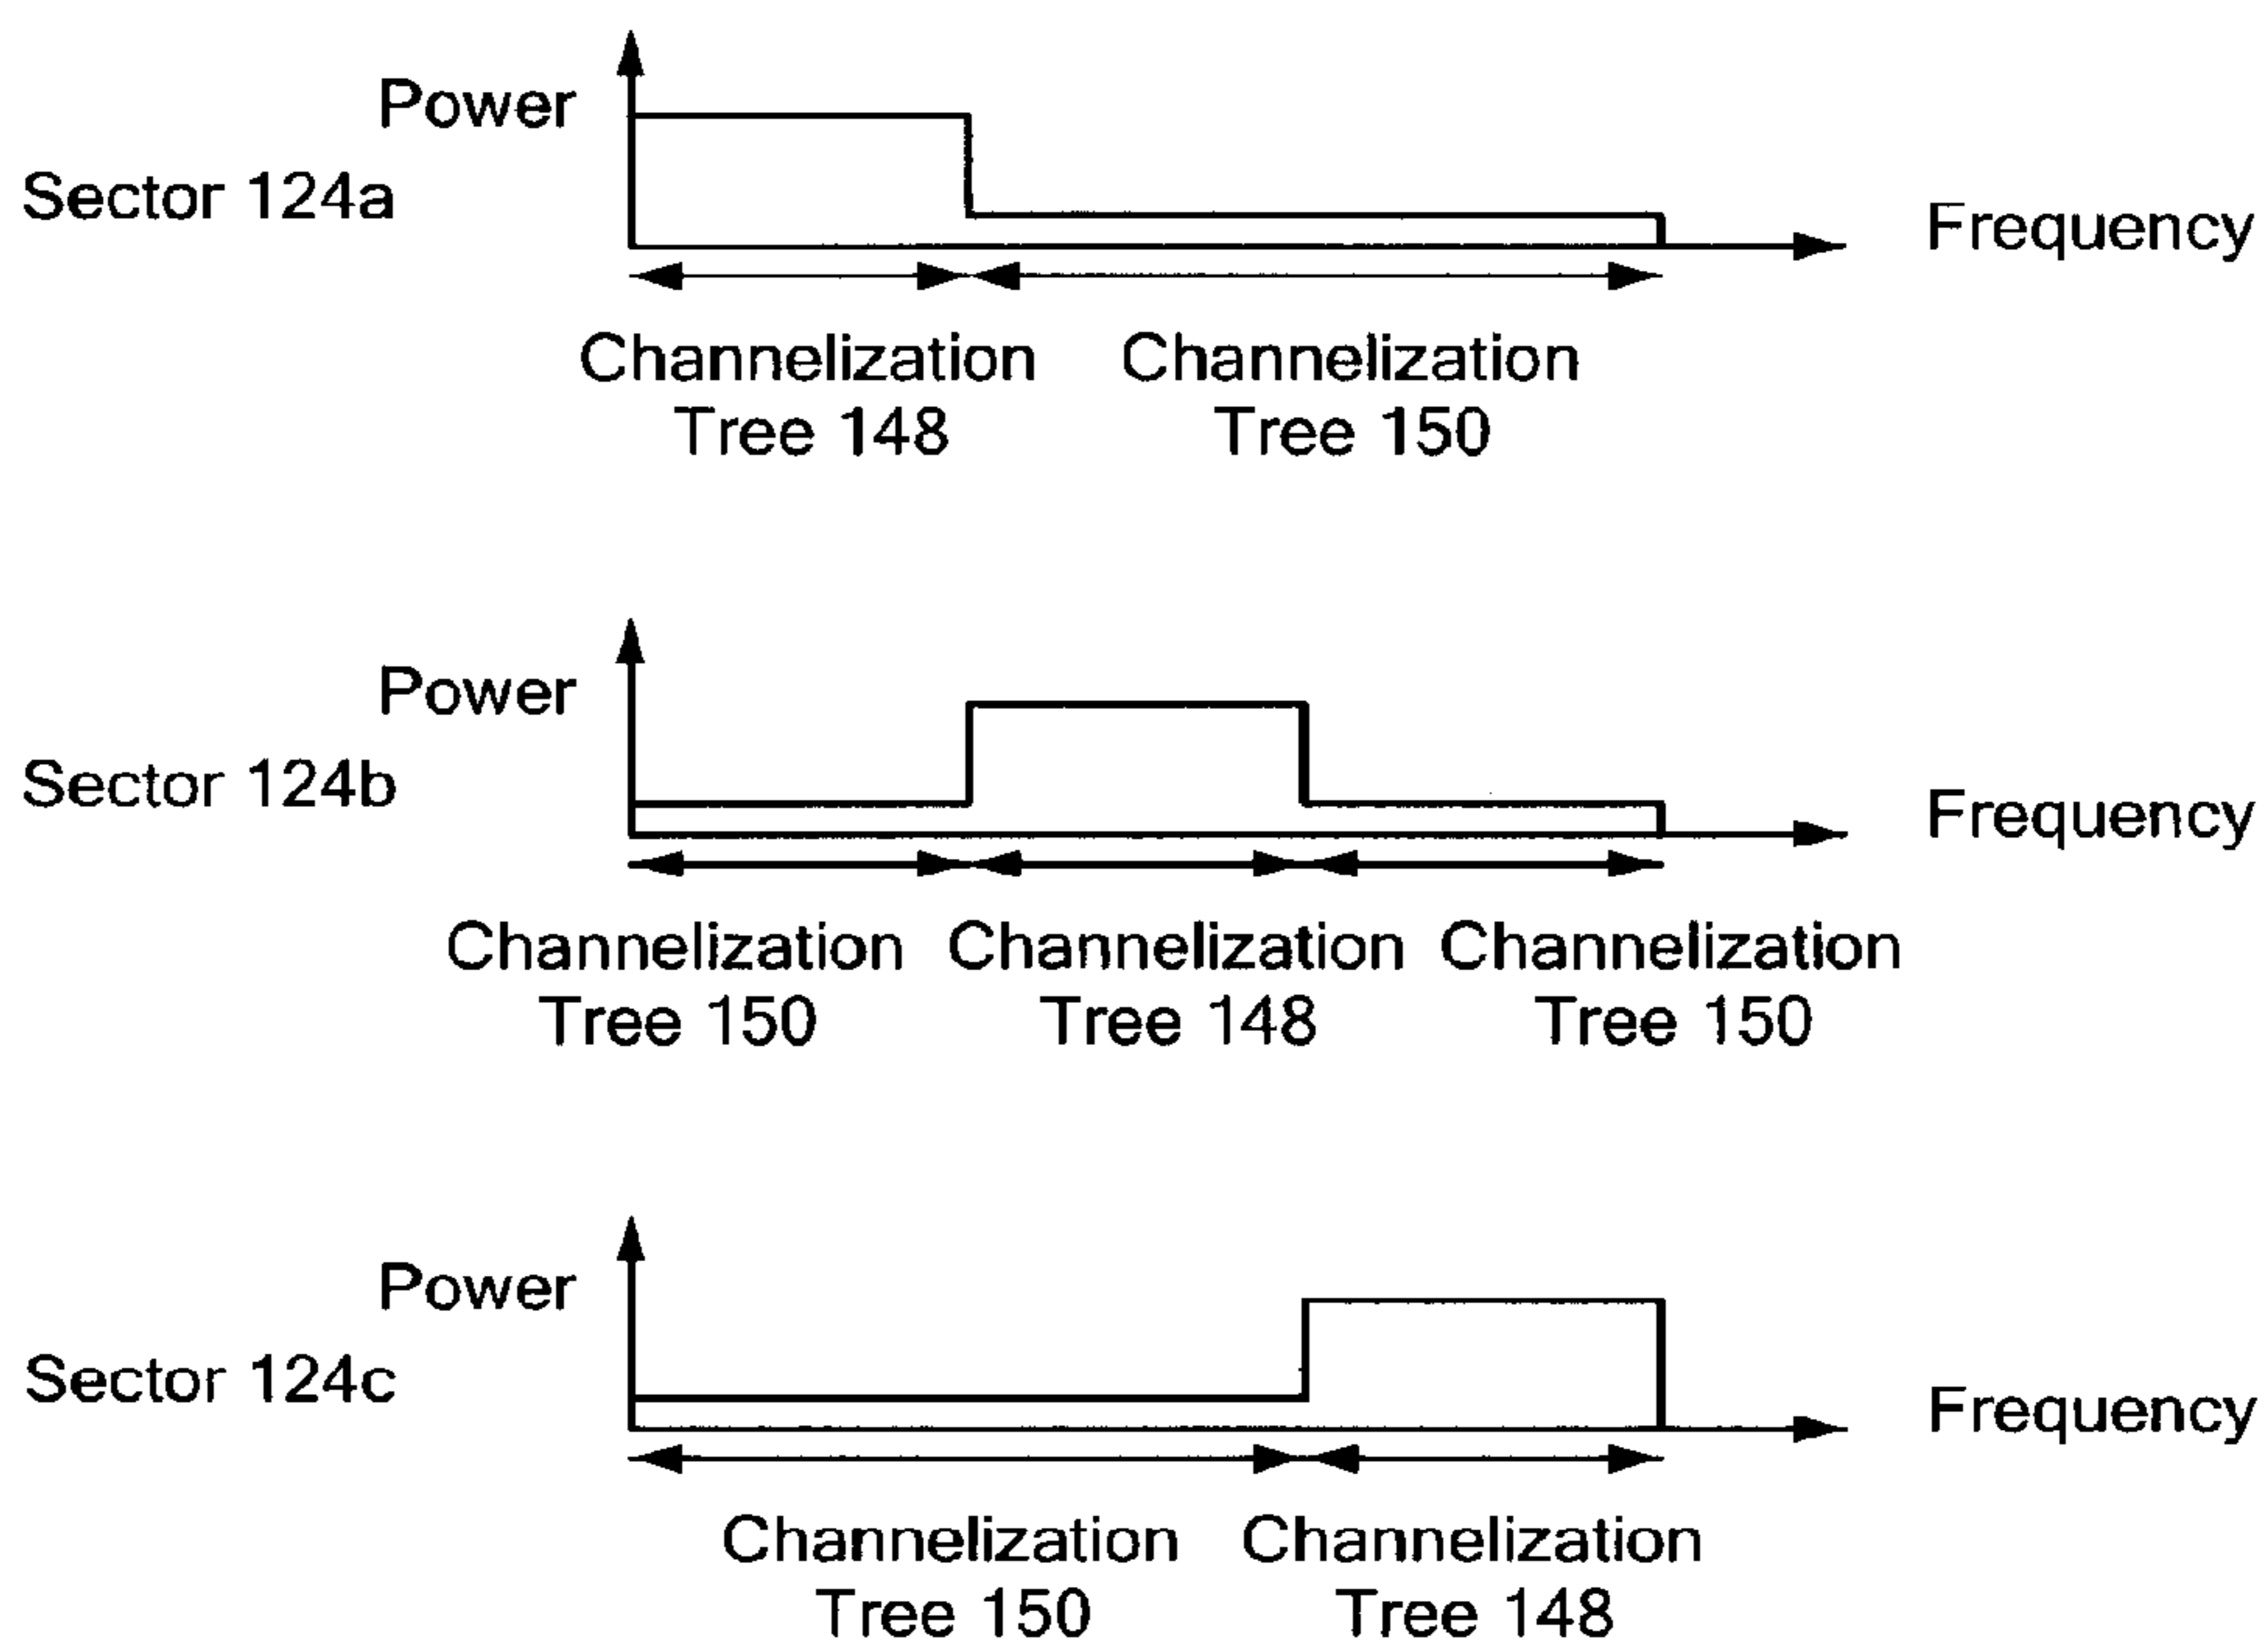 Power
Sector 124a
Frequency
Channelization Channelization
Tree 148 Tree 150
Power
Sector 124b
Frequency
Channelization Channelization Channelization
Tree 150 Tree 148 Tree 150
Power
Sector 124c
Frequency
Channelization Channelization
Tree 150 Tree 148